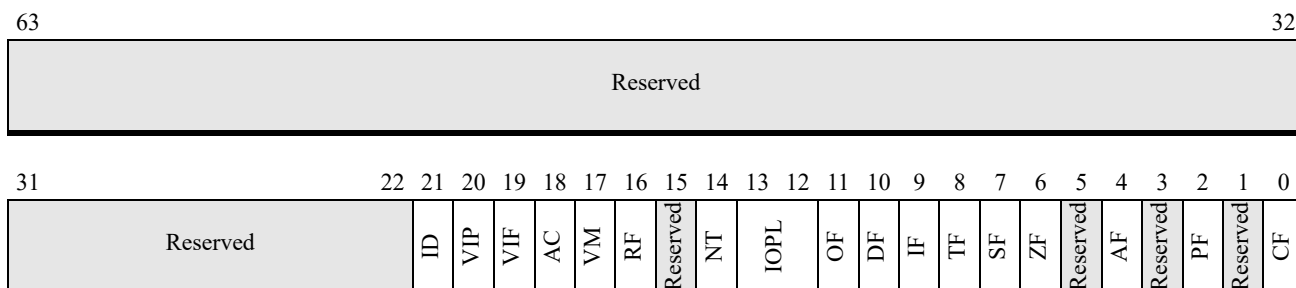 63 32
Reserved
31 22 21 20 19 18 17 16 15 14 13 12 11 10 9 8 7 6 5 4 3 2 1 0
Reserved ID VIP VIF AC VM RF Reserved NT IOPL OF DF IF TF SF ZF Reserved AF Reserved PF Reserved CF